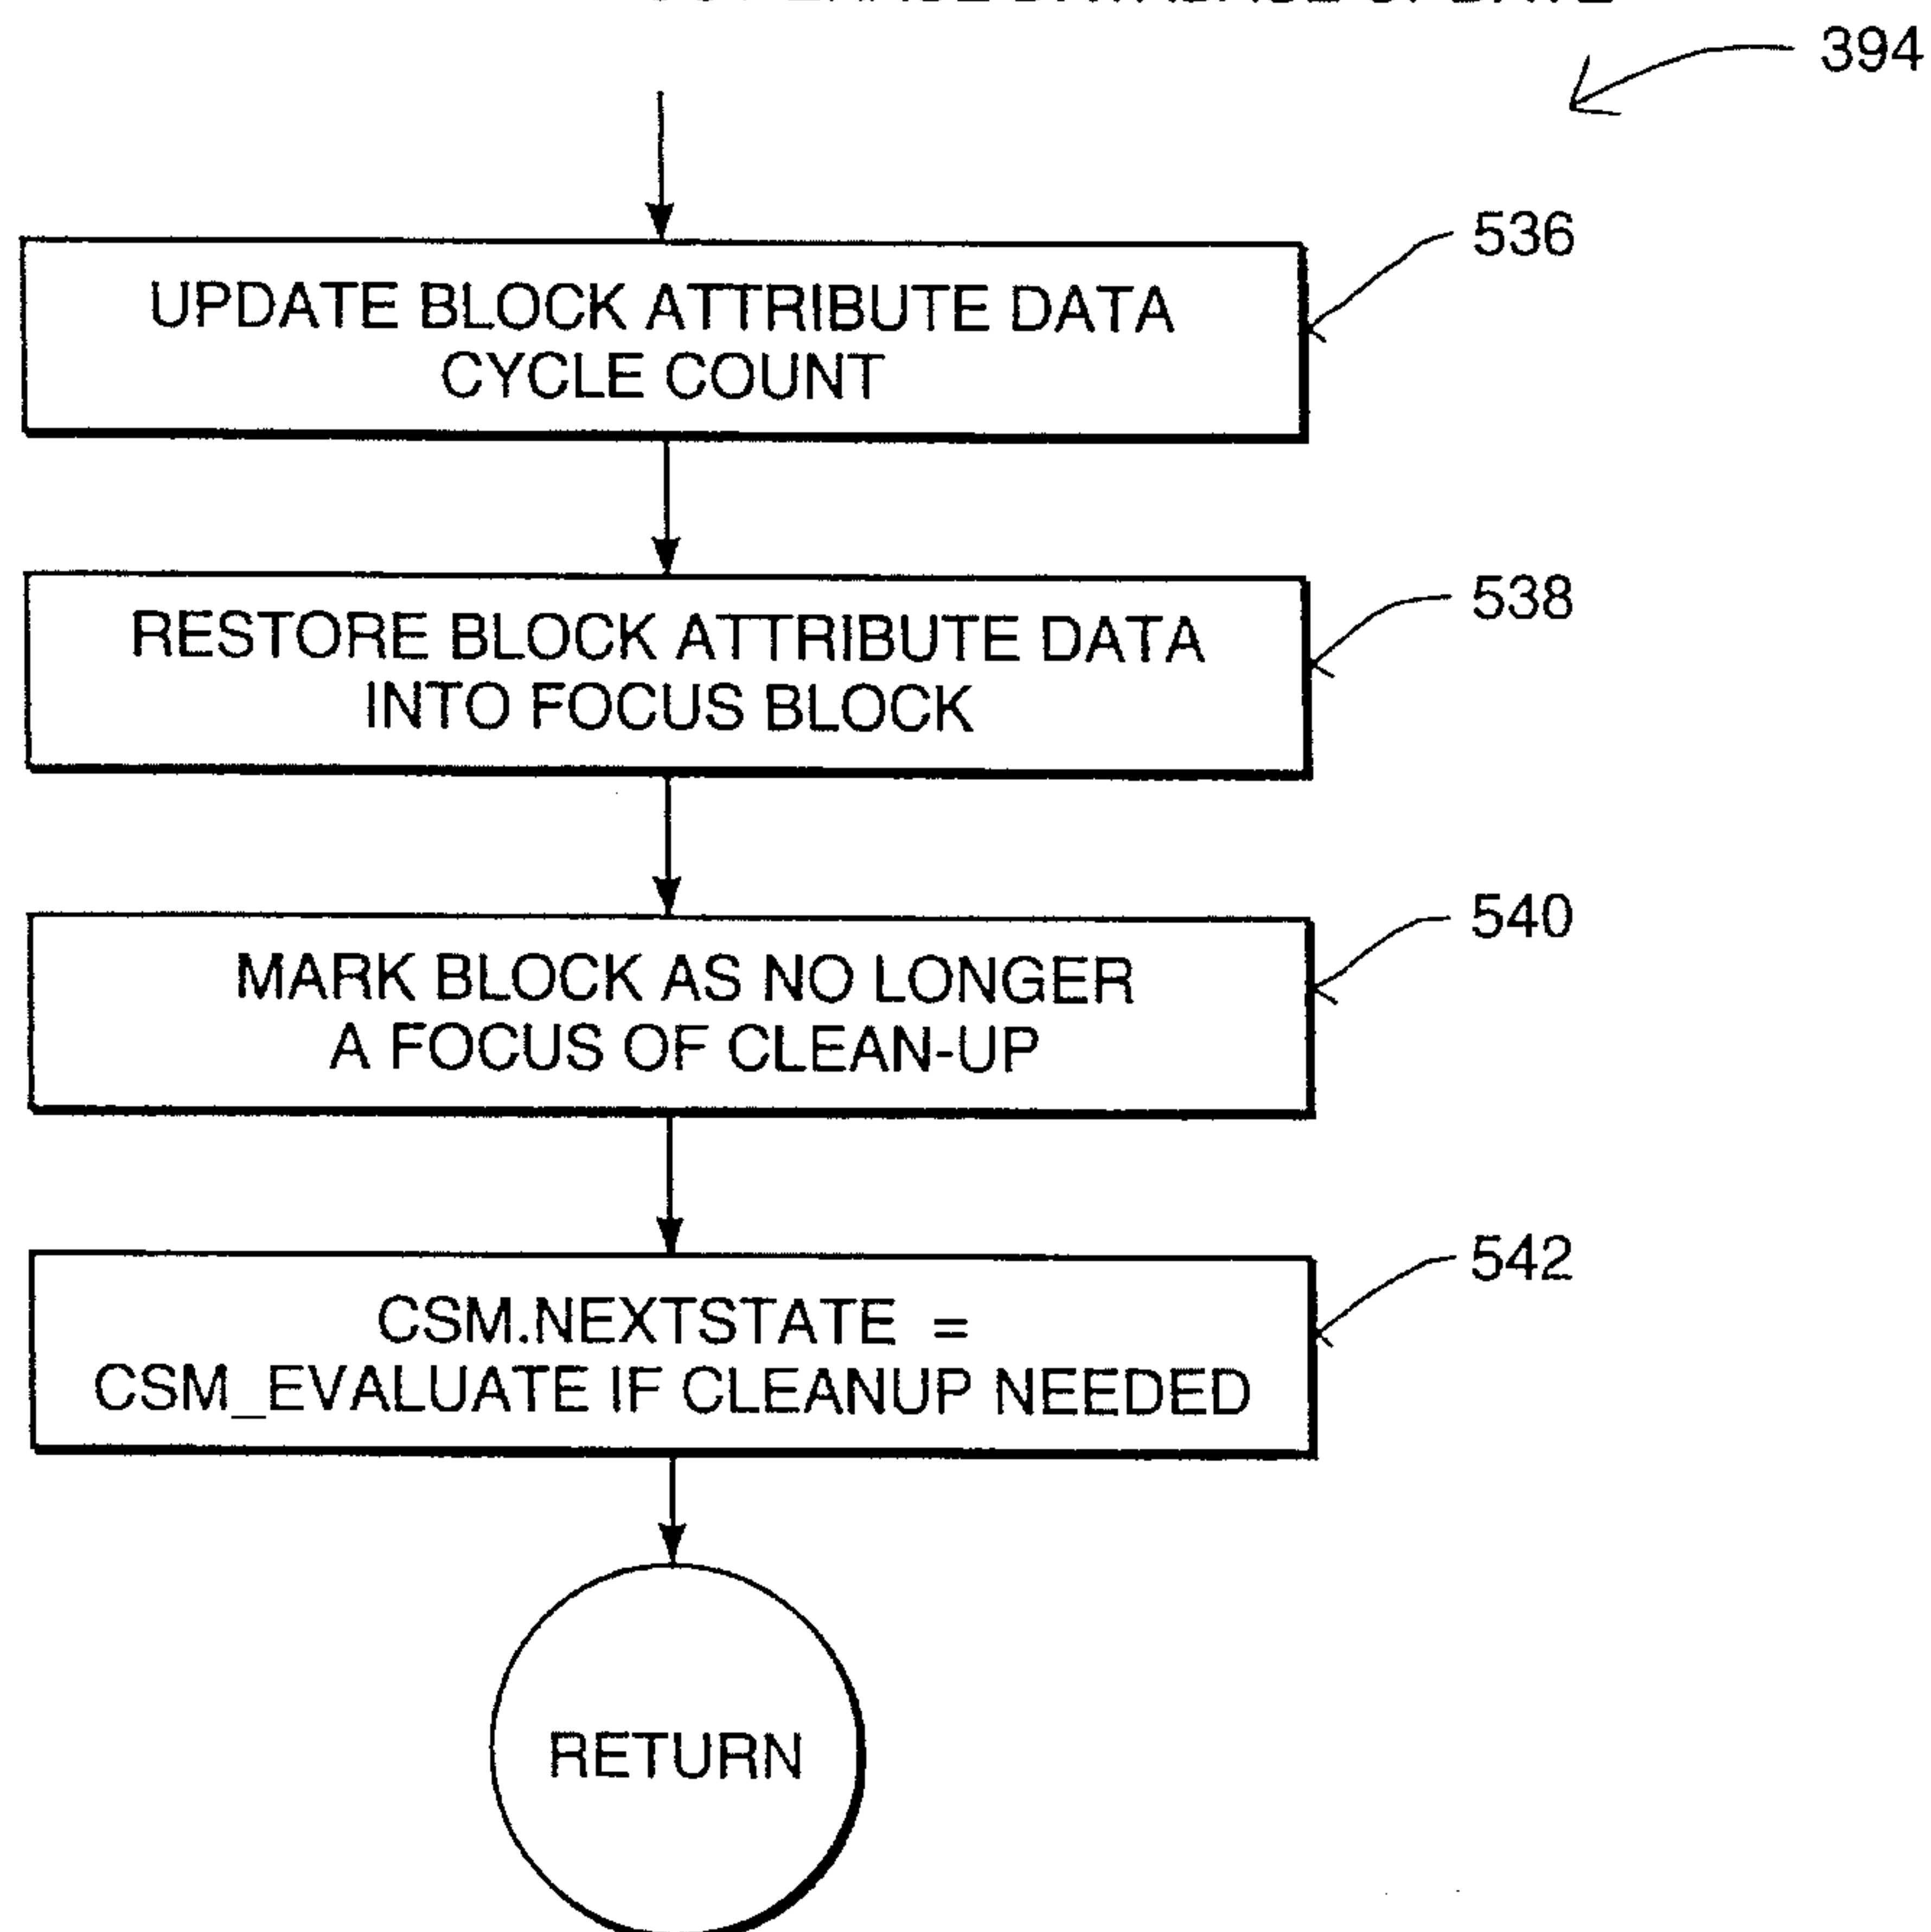 394
536
UPDATE BLOCK ATTRIBUTE DATA
CYCLE COUNT
538
RESTORE BLOCK ATTRIBUTE DATA
INTO FOCUS BLOCK
540
MARK BLOCK AS NO LONGER
A FOCUS OF CLEAN-UP
542
CSM.NEXTSTATE =
CSM_EVALUATE IF CLEANUP NEEDED
RETURN